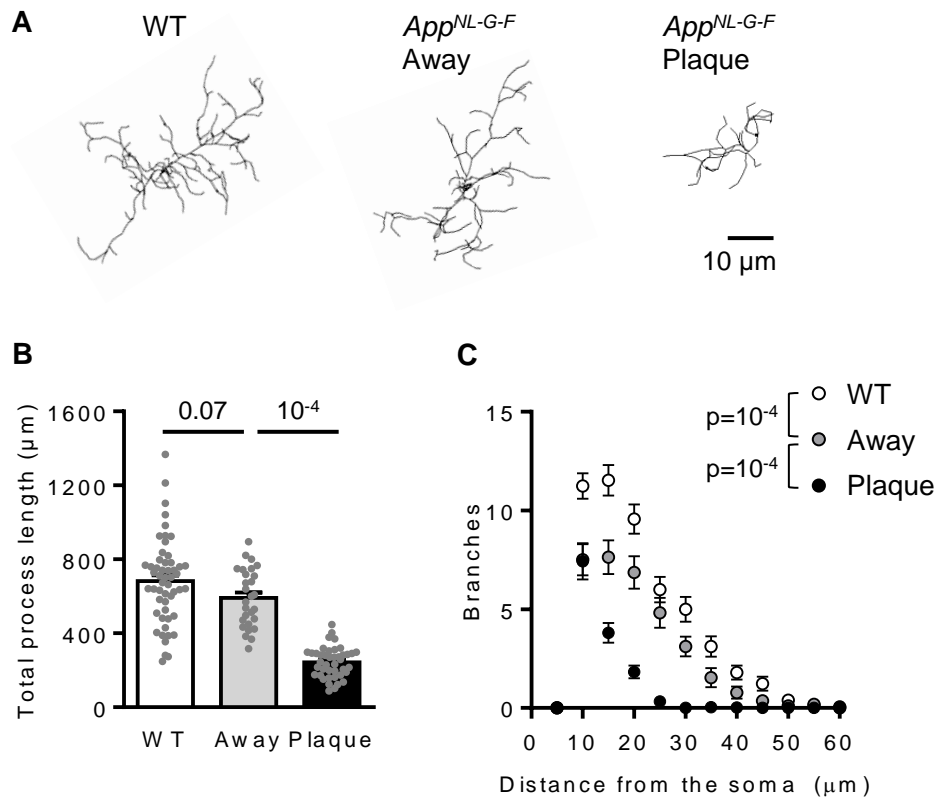 A
WT
App^NL-G-F
Away
App^NL-G-F
Plaque
10 µm
B
0.07
10^-4
Total process length (µm)
1600
1200
800
400
0
WT
Away
Plaque
C
WT
Away
Plaque
p=10^-4
p=10^-4
Branches
15
10
5
0
0
10
20
30
40
50
60
Distance from the soma (µm)